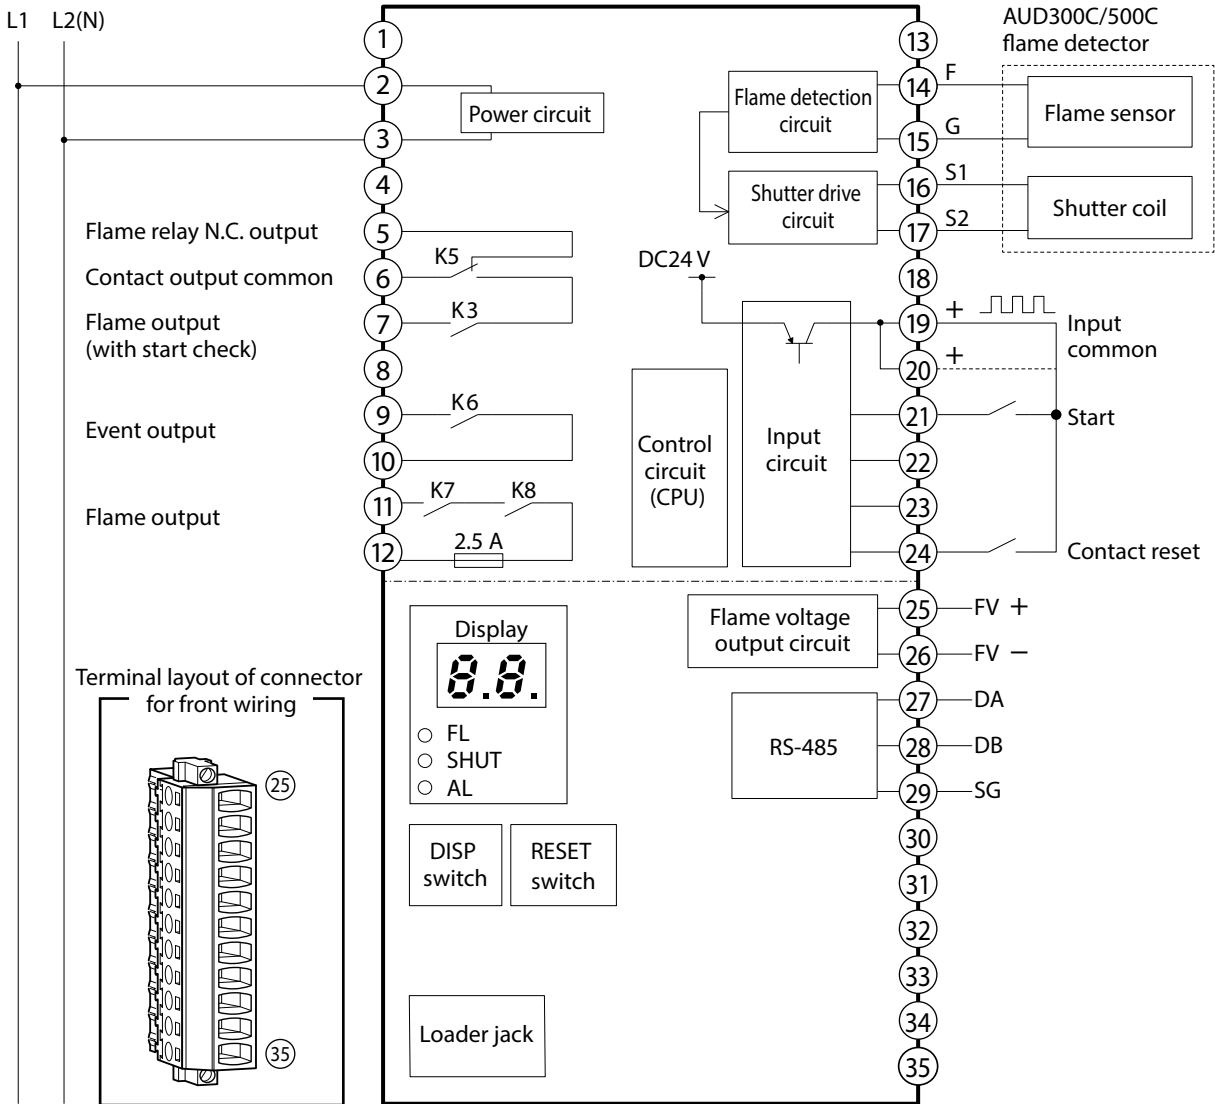 L1 L2(N)
AUD300C/500C
flame detector
1
13
2
Power circuit
Flame detection
circuit
14
F
Flame sensor
3
15
G
4
Shutter drive
circuit
16
S1
Shutter coil
Flame relay N.C. output
5
17
S2
Contact output common
6
K5
DC24 V
18
Flame output
(with start check)
7
K3
19
+
Input
common
8
20
+
Event output
9
K6
21
Start
10
Control
circuit
(CPU)
Input
circuit
22
Flame output
11
K7
K8
23
12
2.5 A
24
Contact reset
Display
8.8.
FL
SHUT
AL
Flame voltage
output circuit
25
FV +
26
FV −
RS-485
27
DA
28
DB
29
SG
DISP
switch
RESET
switch
30
31
32
33
34
35
Loader jack
Terminal layout of connector
for front wiring
25
35